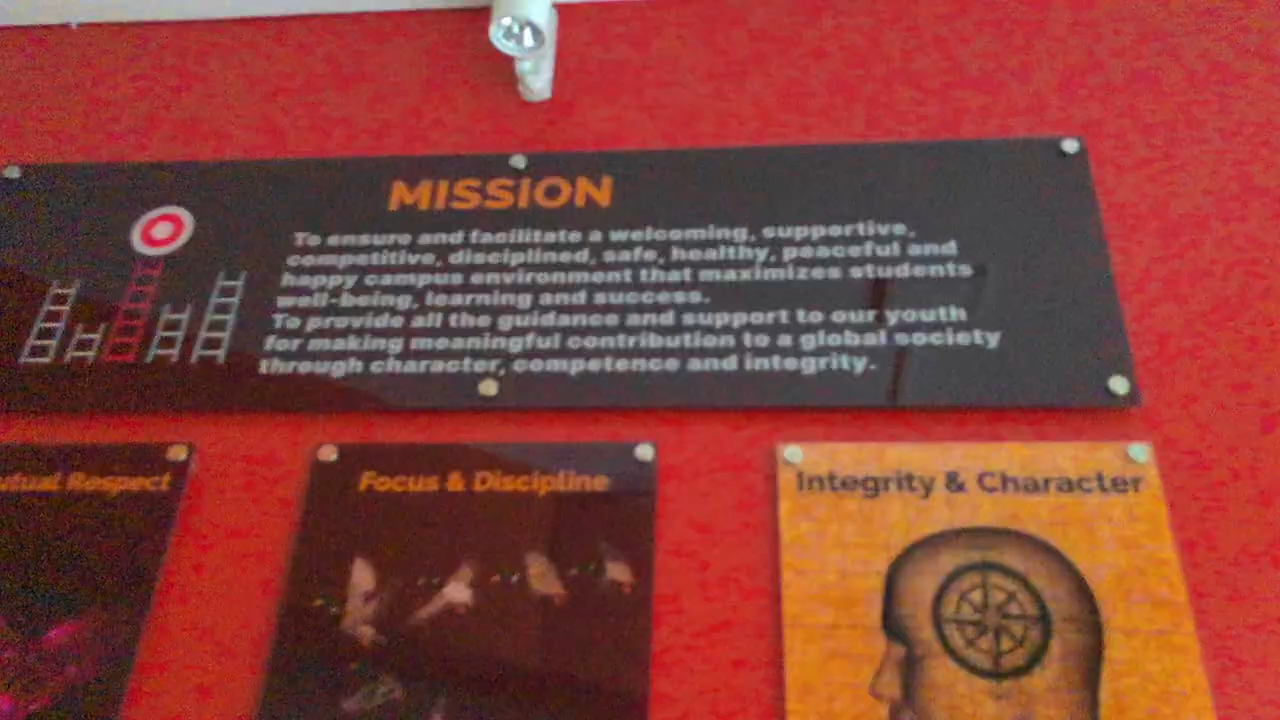 MISSION
To ensure and facilitate a welcoming, supportive,
competitive, disciplined, safe, healthy, peaceful and
happy campus environment that maximizes students
well-being, learning and success.
To provide all the guidance and support to our youth
for making meaningful contribution to a global society
through character, competence and integrity.
utual Respect
Focus & Discipline
Integrity & Character